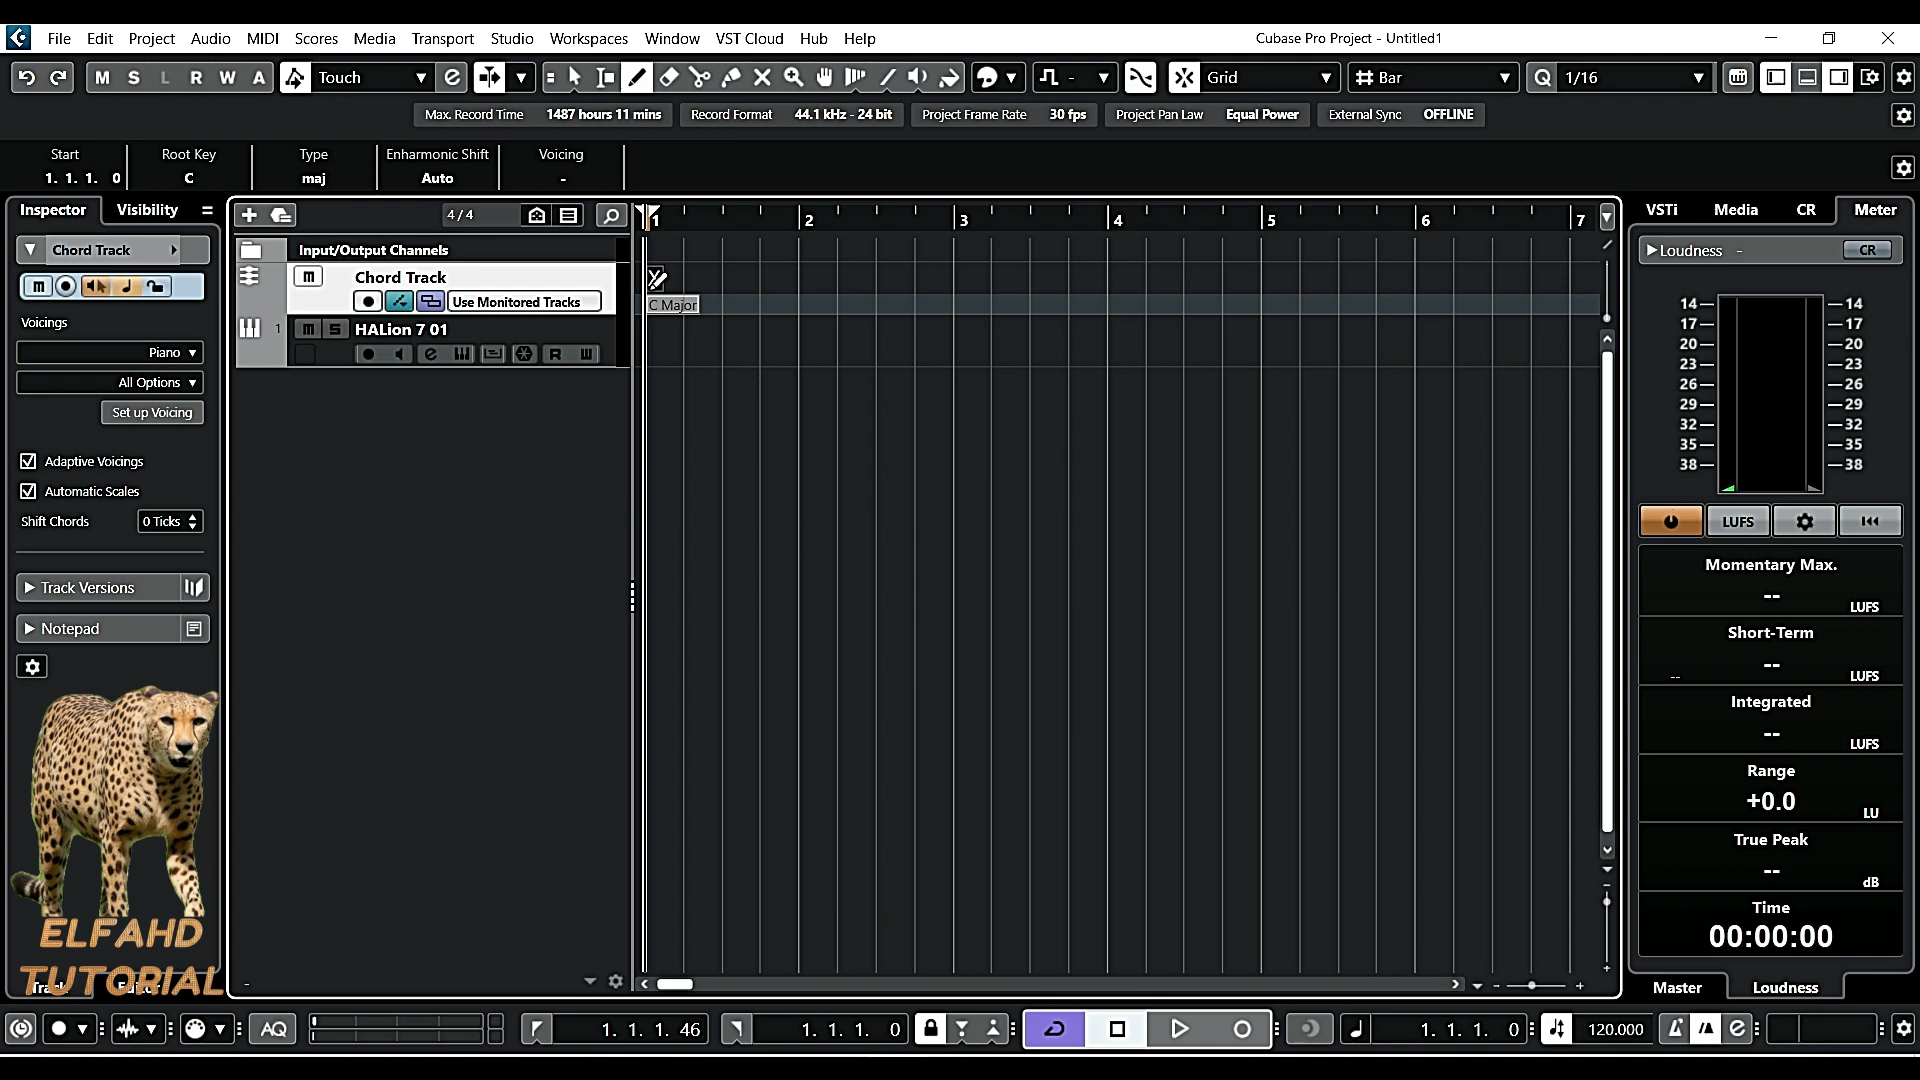 File Edit Project Audio MIDI Scores Media Transport Studio Workspaces Window VST Cloud Hub Help
Cubase Pro Project - Untitled1
M S L R W A Touch Grid Bar Q 1/16
Max. Record Time 1487 hours 11 mins Record Format 44.1 kHz - 24 bit Project Frame Rate 30 fps Project Pan Law Equal Power External Sync OFFLINE
Start Root Key Type Enharmonic Shift Voicing
1. 1. 1. 0 C maj Auto -
Inspector Visibility
Chord Track
m
Voicings
Piano
All Options
Set up Voicing
Adaptive Voicings
Automatic Scales
Shift Chords 0 Ticks
Track Versions
Notepad
ELFAHD
TUTORIAL
4/4
Input/Output Channels
m Chord Track
Use Monitored Tracks
1 m S HALion 7 01
e R W
1 2 3 4 5 6 7
C Major
VSTi Media CR Meter
Loudness - CR
14 14
17 17
20 20
23 23
26 26
29 29
32 32
35 35
38 38
LUFS
Momentary Max.
-- LUFS
Short-Term
-- -- LUFS
Integrated
-- LUFS
Range
+0.0 LU
True Peak
-- dB
Time
00:00:00
Master Loudness
AQ 1. 1. 1. 46 1. 1. 1. 0 1. 1. 1. 0 120.000